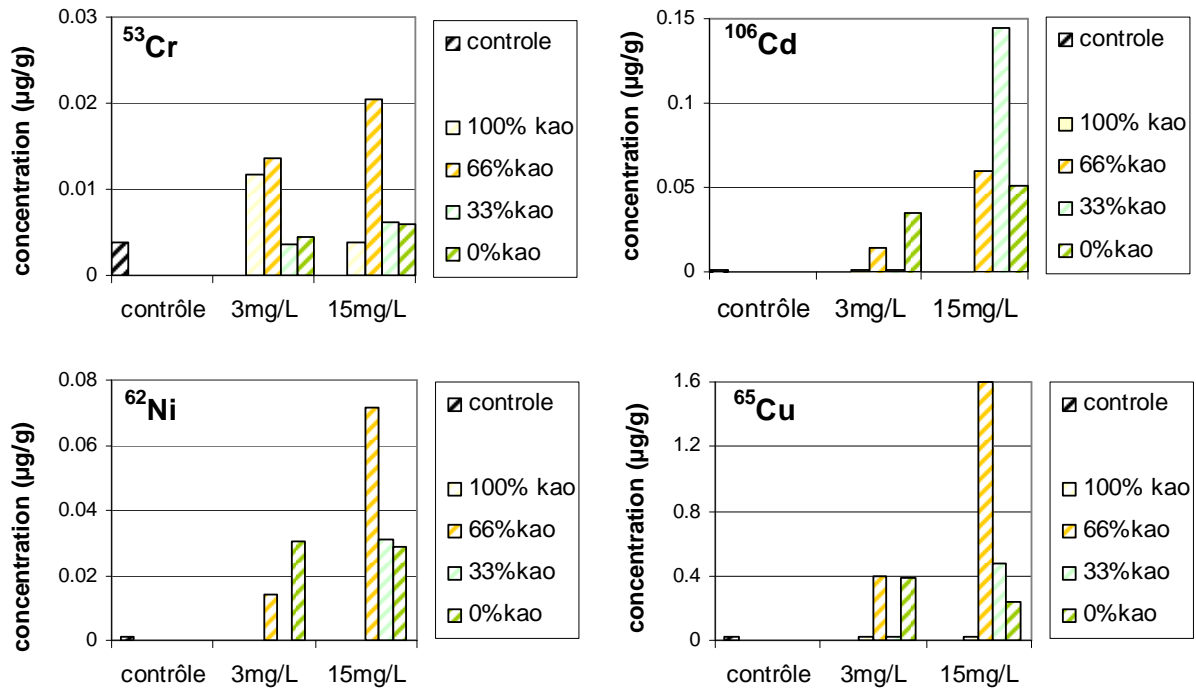 53Cr
concentration (µg/g)
0.03
0.02
0.01
0
contrôle 3mg/L 15mg/L
controle
100% kao
66%kao
33%kao
0%kao
106Cd
concentration (µg/g)
0.15
0.1
0.05
0
contrôle 3mg/L 15mg/L
controle
100% kao
66%kao
33%kao
0%kao
62Ni
concentration (µg/g)
0.08
0.06
0.04
0.02
0
contrôle 3mg/L 15mg/L
controle
100% kao
66%kao
33%kao
0%kao
65Cu
concentration (µg/g)
1.6
1.2
0.8
0.4
0
contrôle 3mg/L 15mg/L
controle
100% kao
66%kao
33%kao
0%kao